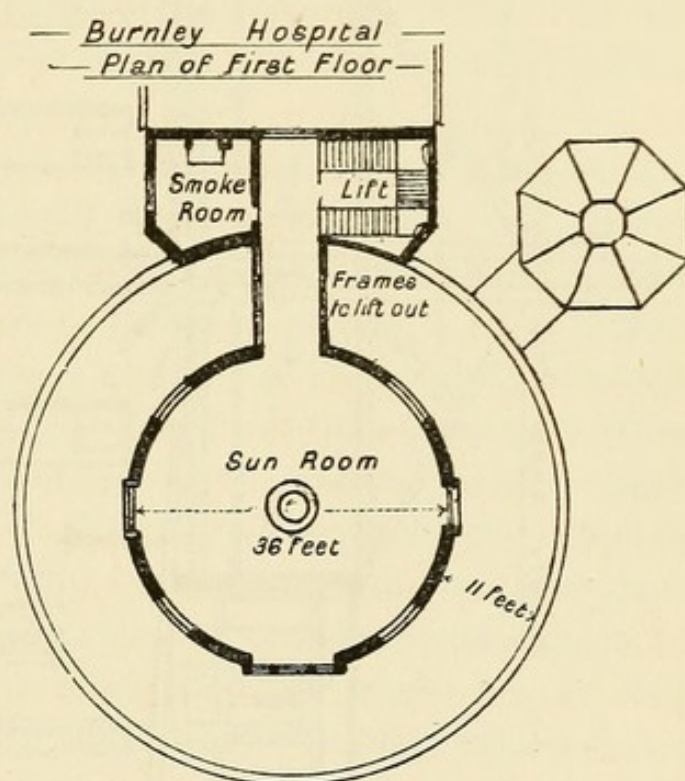 Burnley Hospital
Plan of First Floor
Smoke
Room
Lift
Frames
to lift out
Sun Room
36 Feet
11 Feet